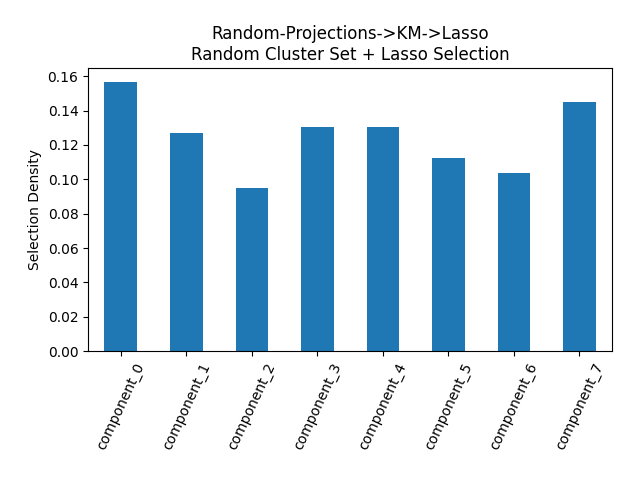 Random-Projections->KM->Lasso
Random Cluster Set + Lasso Selection
Selection Density
0.16
0.14
0.12
0.10
0.08
0.06
0.04
0.02
0.00
component_0
component_1
component_2
component_3
component_4
component_5
component_6
component_7